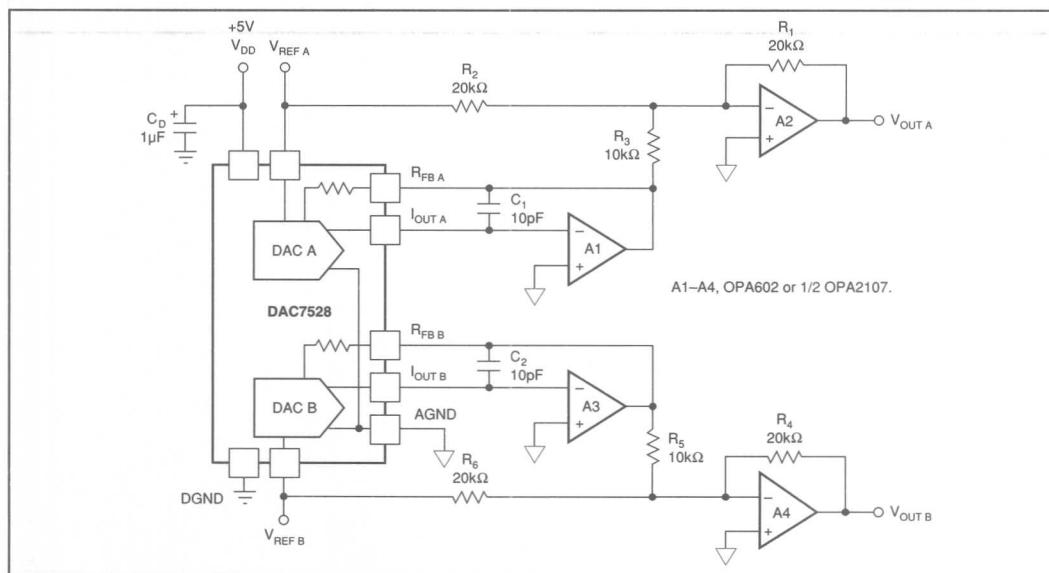 +5V
V_DD
V_REF A
C_D +
1µF
R_2
20kΩ
R_1
20kΩ
R_3
10kΩ
A2
V_OUT A
R_FB A
C_1
10pF
I_OUT A
DAC A
A1
DAC7528
A1–A4, OPA602 or 1/2 OPA2107.
R_FB B
C_2
10pF
I_OUT B
DAC B
A3
AGND
R_4
20kΩ
R_5
10kΩ
R_6
20kΩ
DGND
A4
V_OUT B
V_REF B